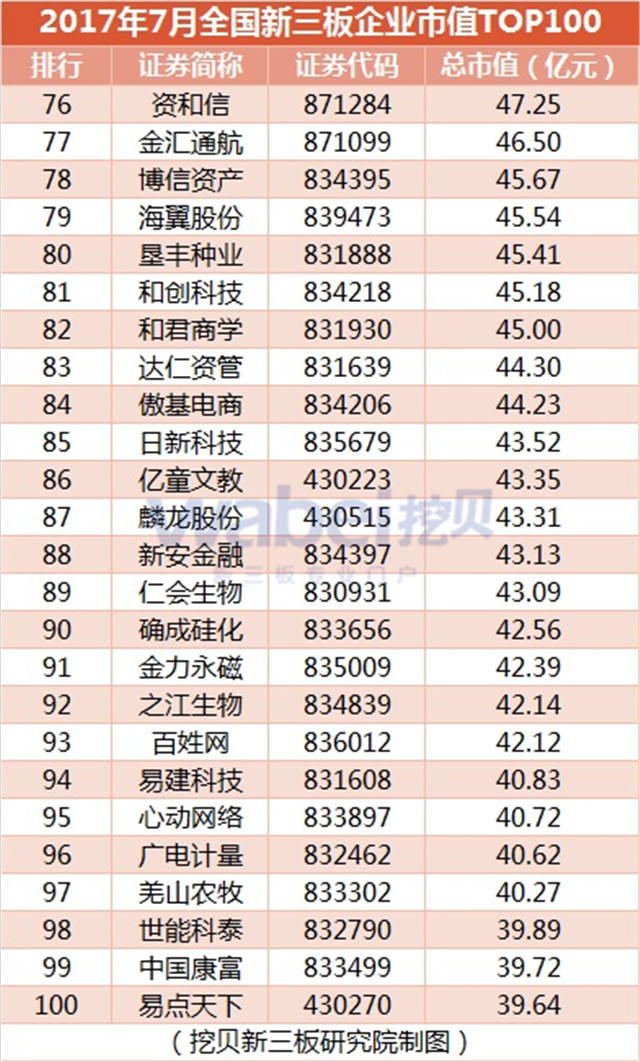 2017年7月全国新三板企业市值TOP100
排行 证券简称 证券代码 总市值（亿元）
76 资和信 871284 47.25
77 金汇通航 871099 46.50
78 博信资产 834395 45.67
79 海翼股份 839473 45.54
80 垦丰种业 831888 45.41
81 和创科技 834218 45.18
82 和君商学 831930 45.00
83 达仁资管 831639 44.30
84 傲基电商 834206 44.23
85 日新科技 835679 43.52
86 亿童文教 430223 43.35
87 麟龙股份 430515 43.31
wabei挖贝
88 新安金融 834397 43.13
新三板专业门户
89 仁会生物 830931 43.09
90 确成硅化 833656 42.56
91 金力永磁 835009 42.39
92 之江生物 834839 42.14
93 百姓网 836012 42.12
94 易建科技 831608 40.83
95 心动网络 833897 40.72
96 广电计量 832462 40.62
97 羌山农牧 833302 40.27
98 世能科泰 832790 39.89
99 中国康富 833499 39.72
100 易点天下 430270 39.64
（挖贝新三板研究院制图）